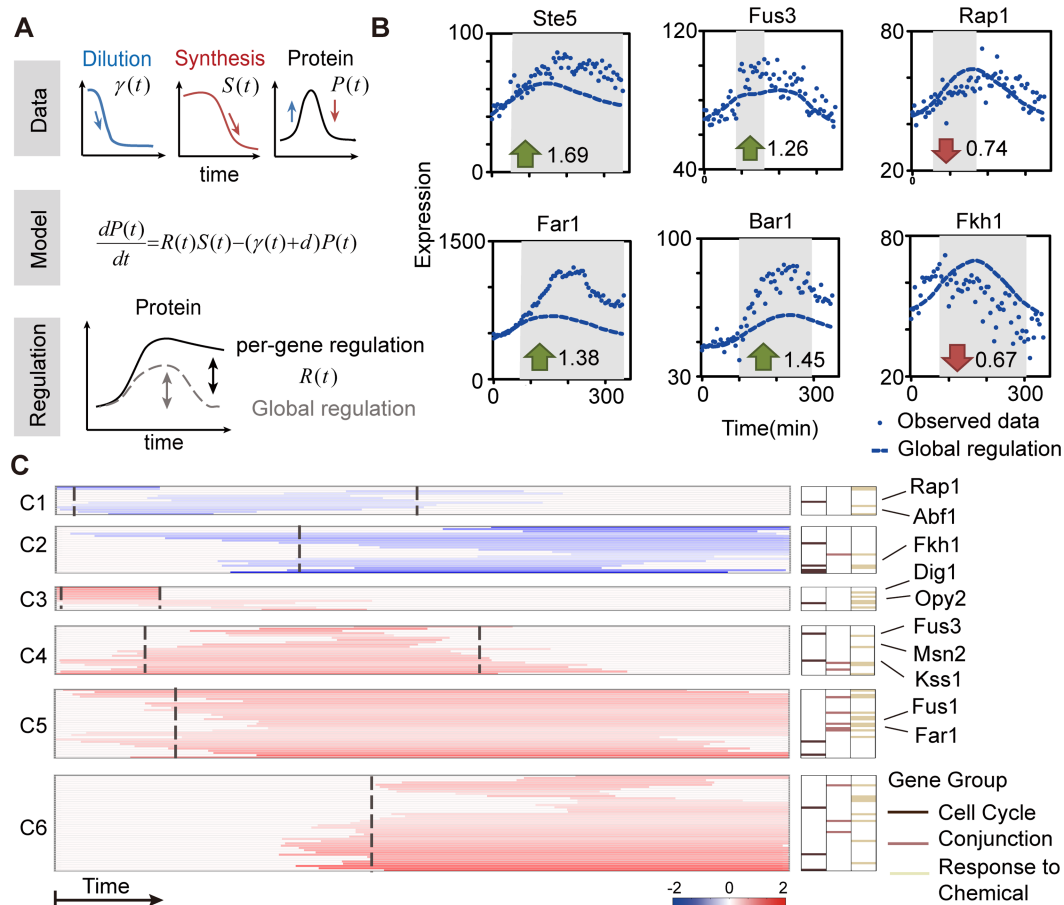 A
Data
Dilution
γ(t)
Synthesis
S(t)
Protein
P(t)
time
Model
dP(t)/dt=R(t)S(t)−(γ(t)+d)P(t)
Regulation
Protein
per-gene regulation
R(t)
Global regulation
time
B
Expression
Ste5
100
0
1.69
Fus3
120
40
0
1.26
Rap1
80
20
0
0.74
Far1
1500
0
1.38
0 300
Bar1
100
30
1.45
0 300
Fkh1
80
20
0.67
0 300
Time(min)
Observed data
Global regulation
C
C1
C2
C3
C4
C5
C6
Rap1
Abf1
Fkh1
Dig1
Opy2
Fus3
Msn2
Kss1
Fus1
Far1
Gene Group
Cell Cycle
Conjunction
Response to
Chemical
Time
-2 0 2